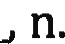 , n.